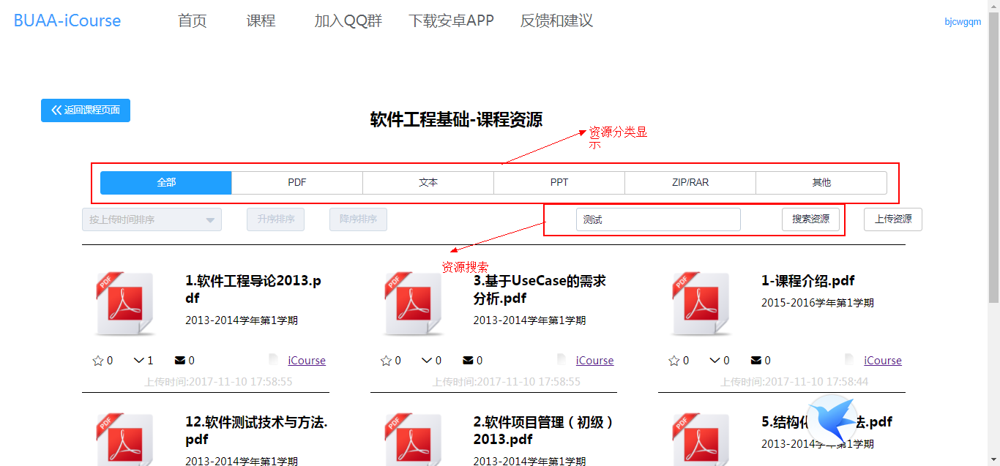 BUAA-iCourse 首页 课程 加入QQ群 下载安卓APP 反馈和建议 bjcwgqm
返回课程页面
软件工程基础-课程资源
资源分类显
示
全部 PDF 文本 PPT ZIP/RAR 其他
按上传时间排序 升序排序 降序排序 测试 搜索资源 上传资源
资源搜索
PDF
1.软件工程导论2013.p
df
2013-2014学年第1学期
0 1 0 iCourse
上传时间:2017-11-10 17:58:55
PDF
3.基于UseCase的需求
分析.pdf
2013-2014学年第1学期
0 0 0 iCourse
上传时间:2017-11-10 17:58:55
PDF
1-课程介绍.pdf
2015-2016学年第1学期
0 0 0 iCourse
上传时间:2017-11-10 17:58:44
PDF
12.软件测试技术与方法.
pdf
2013-2014学年第1学期
PDF
2.软件项目管理（初级）
2013.pdf
2013-2014学年第1学期
PDF
5.结构化 法.pdf
2013-2014学年第1学期